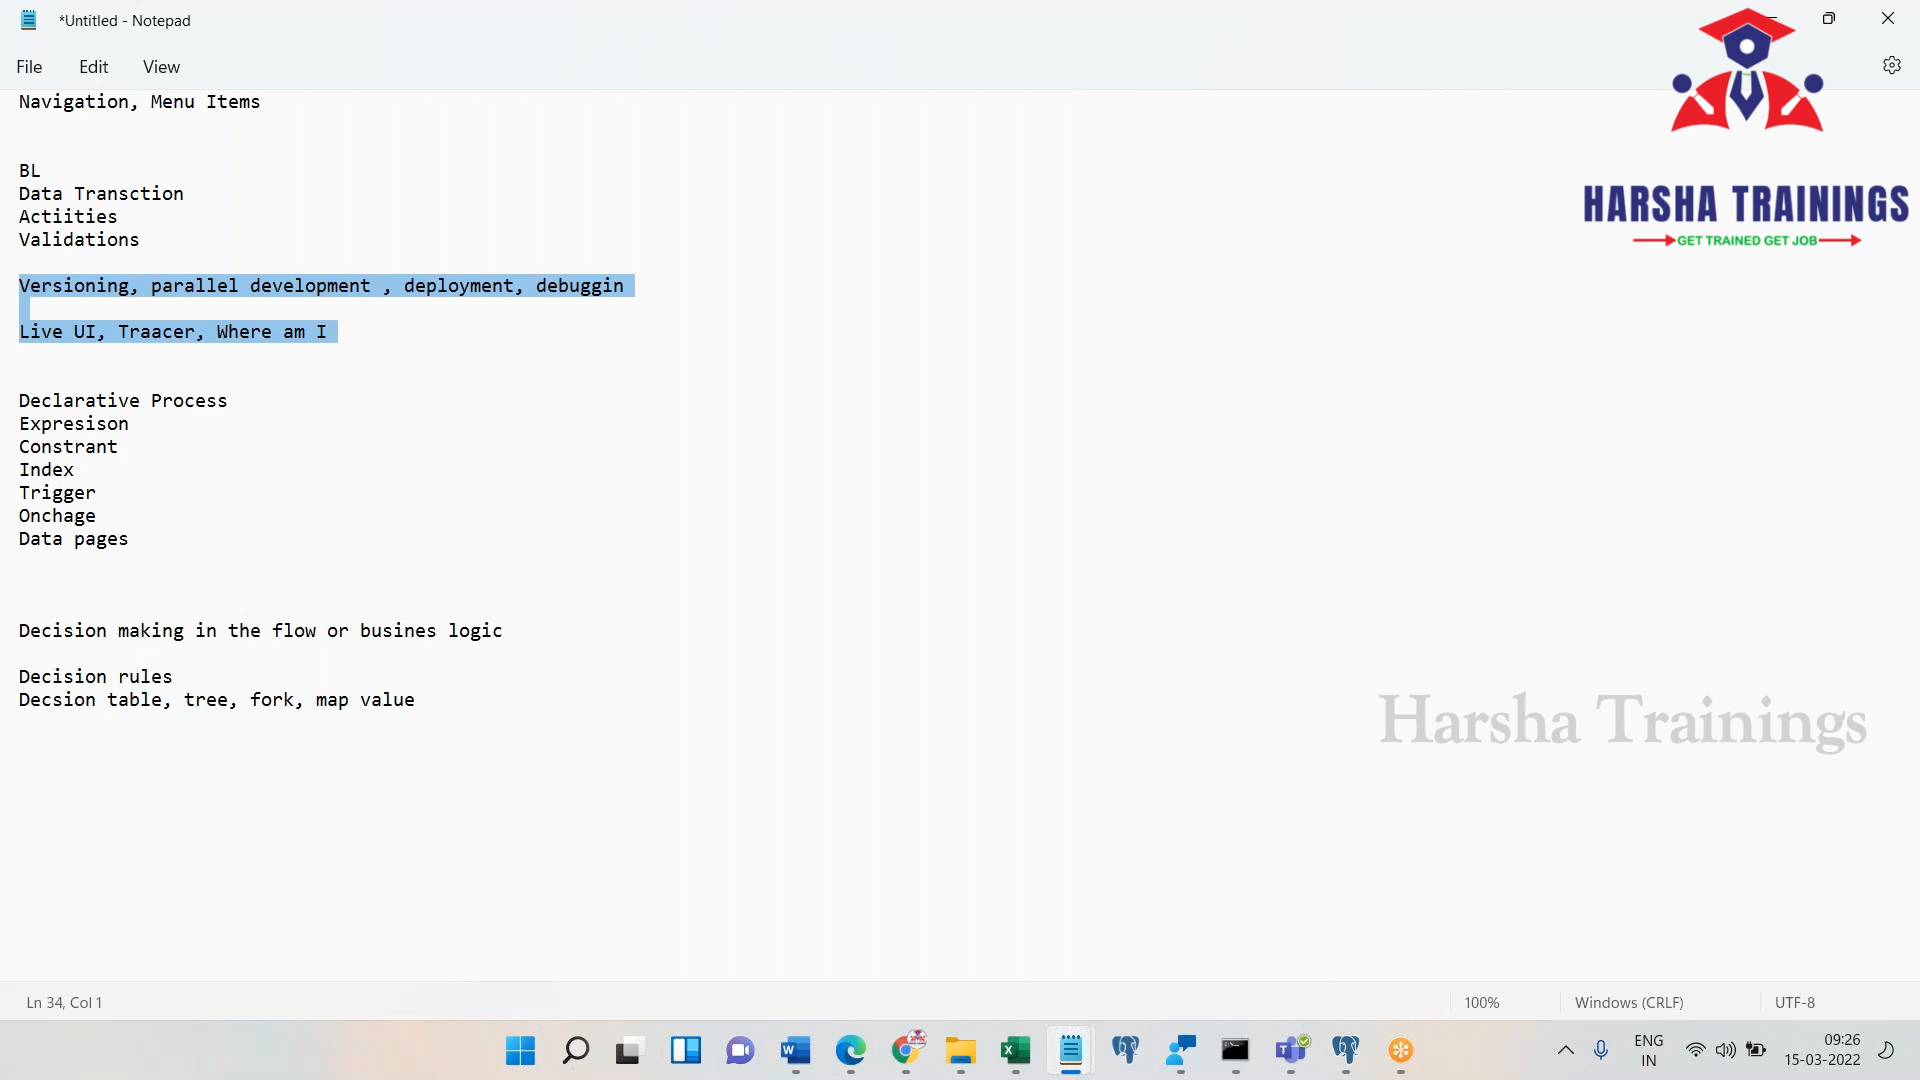 *Untitled - Notepad
File Edit View
Navigation, Menu Items
BL
Data Transction
Actiities
Validations
Versioning, parallel development , deployment, debuggin
Live UI, Traacer, Where am I
Declarative Process
Expresison
Constrant
Index
Trigger
Onchage
Data pages
Decision making in the flow or busines logic
Decision rules
Decsion table, tree, fork, map value
HARSHA TRAININGS
GET TRAINED GET JOB
Harsha Trainings
Ln 34, Col 1 100% Windows (CRLF) UTF-8
ENG
IN
09:26
15-03-2022